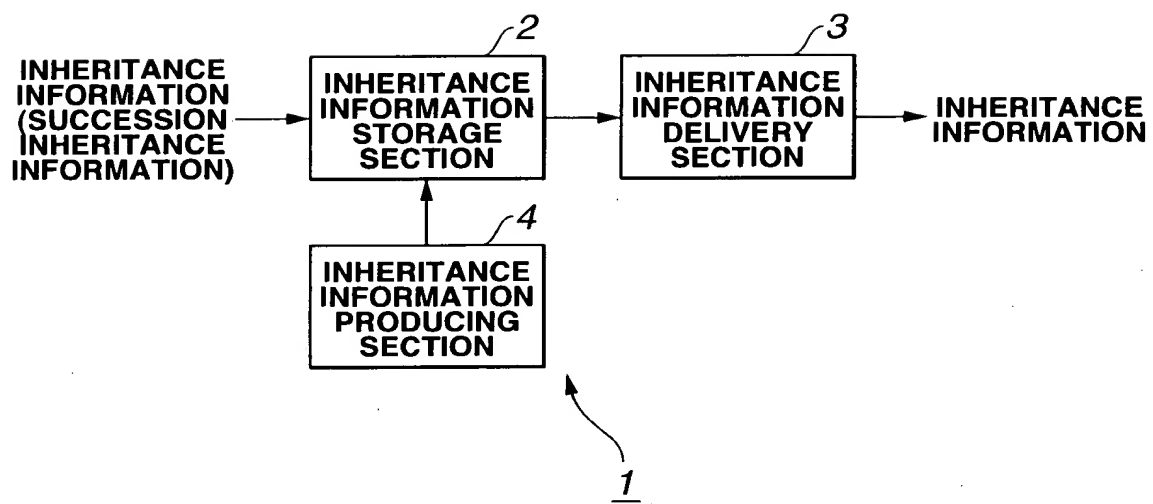 2
3
INHERITANCE
INFORMATION
(SUCCESSION
INHERITANCE
INFORMATION)
INHERITANCE
INFORMATION
STORAGE
SECTION
INHERITANCE
INFORMATION
DELIVERY
SECTION
INHERITANCE
INFORMATION
4
INHERITANCE
INFORMATION
PRODUCING
SECTION
1